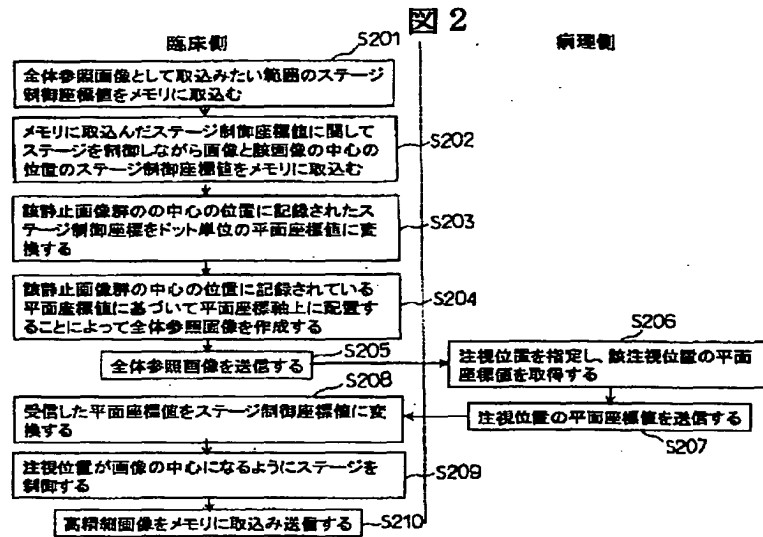 図2
臨床側
病理側
S201
全体参照画像として取込みたい範囲のステージ
制御座標値をメモリに取込む
メモリに取込んだステージ制御座標値に関して
ステージを制御しながら画像と該画像の中心の
位置のステージ制御座標値をメモリに取込む
S202
該静止画像群のの中心の位置に記録されたス
テージ制御座標をドット単位の平面座標値に変
換する
S203
該静止画像群の中心の位置に記録されている
平面座標値に基づいて平面座標軸上に配置す
ることによって全体参照画像を作成する
S204
全体参照画像を送信する
S205
S206
注視位置を指定し、該注視位置の平面
座標値を取得する
注視位置の平面座標値を送信する
S207
S208
受信した平面座標値をステージ制御座標値に変
換する
注視位置が画像の中心になるようにステージを
制御する
S209
高精細画像をメモリに取込み送信する
S210